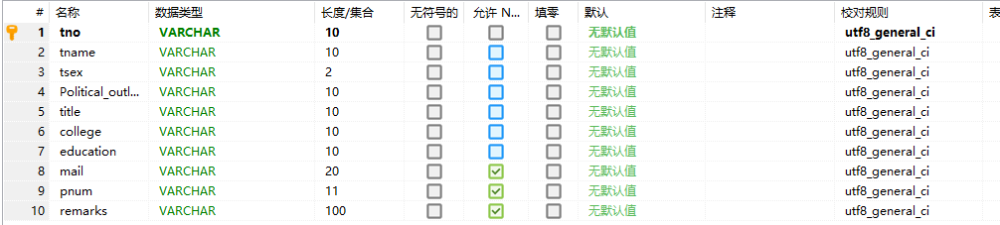 # 名称 数据类型 长度/集合 无符号的 允许 N... 填零 默认 注释 校对规则 表
1 tno VARCHAR 10 无默认值 utf8_general_ci
2 tname VARCHAR 10 无默认值 utf8_general_ci
3 tsex VARCHAR 2 无默认值 utf8_general_ci
4 Political_outl... VARCHAR 10 无默认值 utf8_general_ci
5 title VARCHAR 10 无默认值 utf8_general_ci
6 college VARCHAR 10 无默认值 utf8_general_ci
7 education VARCHAR 10 无默认值 utf8_general_ci
8 mail VARCHAR 20 无默认值 utf8_general_ci
9 pnum VARCHAR 11 无默认值 utf8_general_ci
10 remarks VARCHAR 100 无默认值 utf8_general_ci